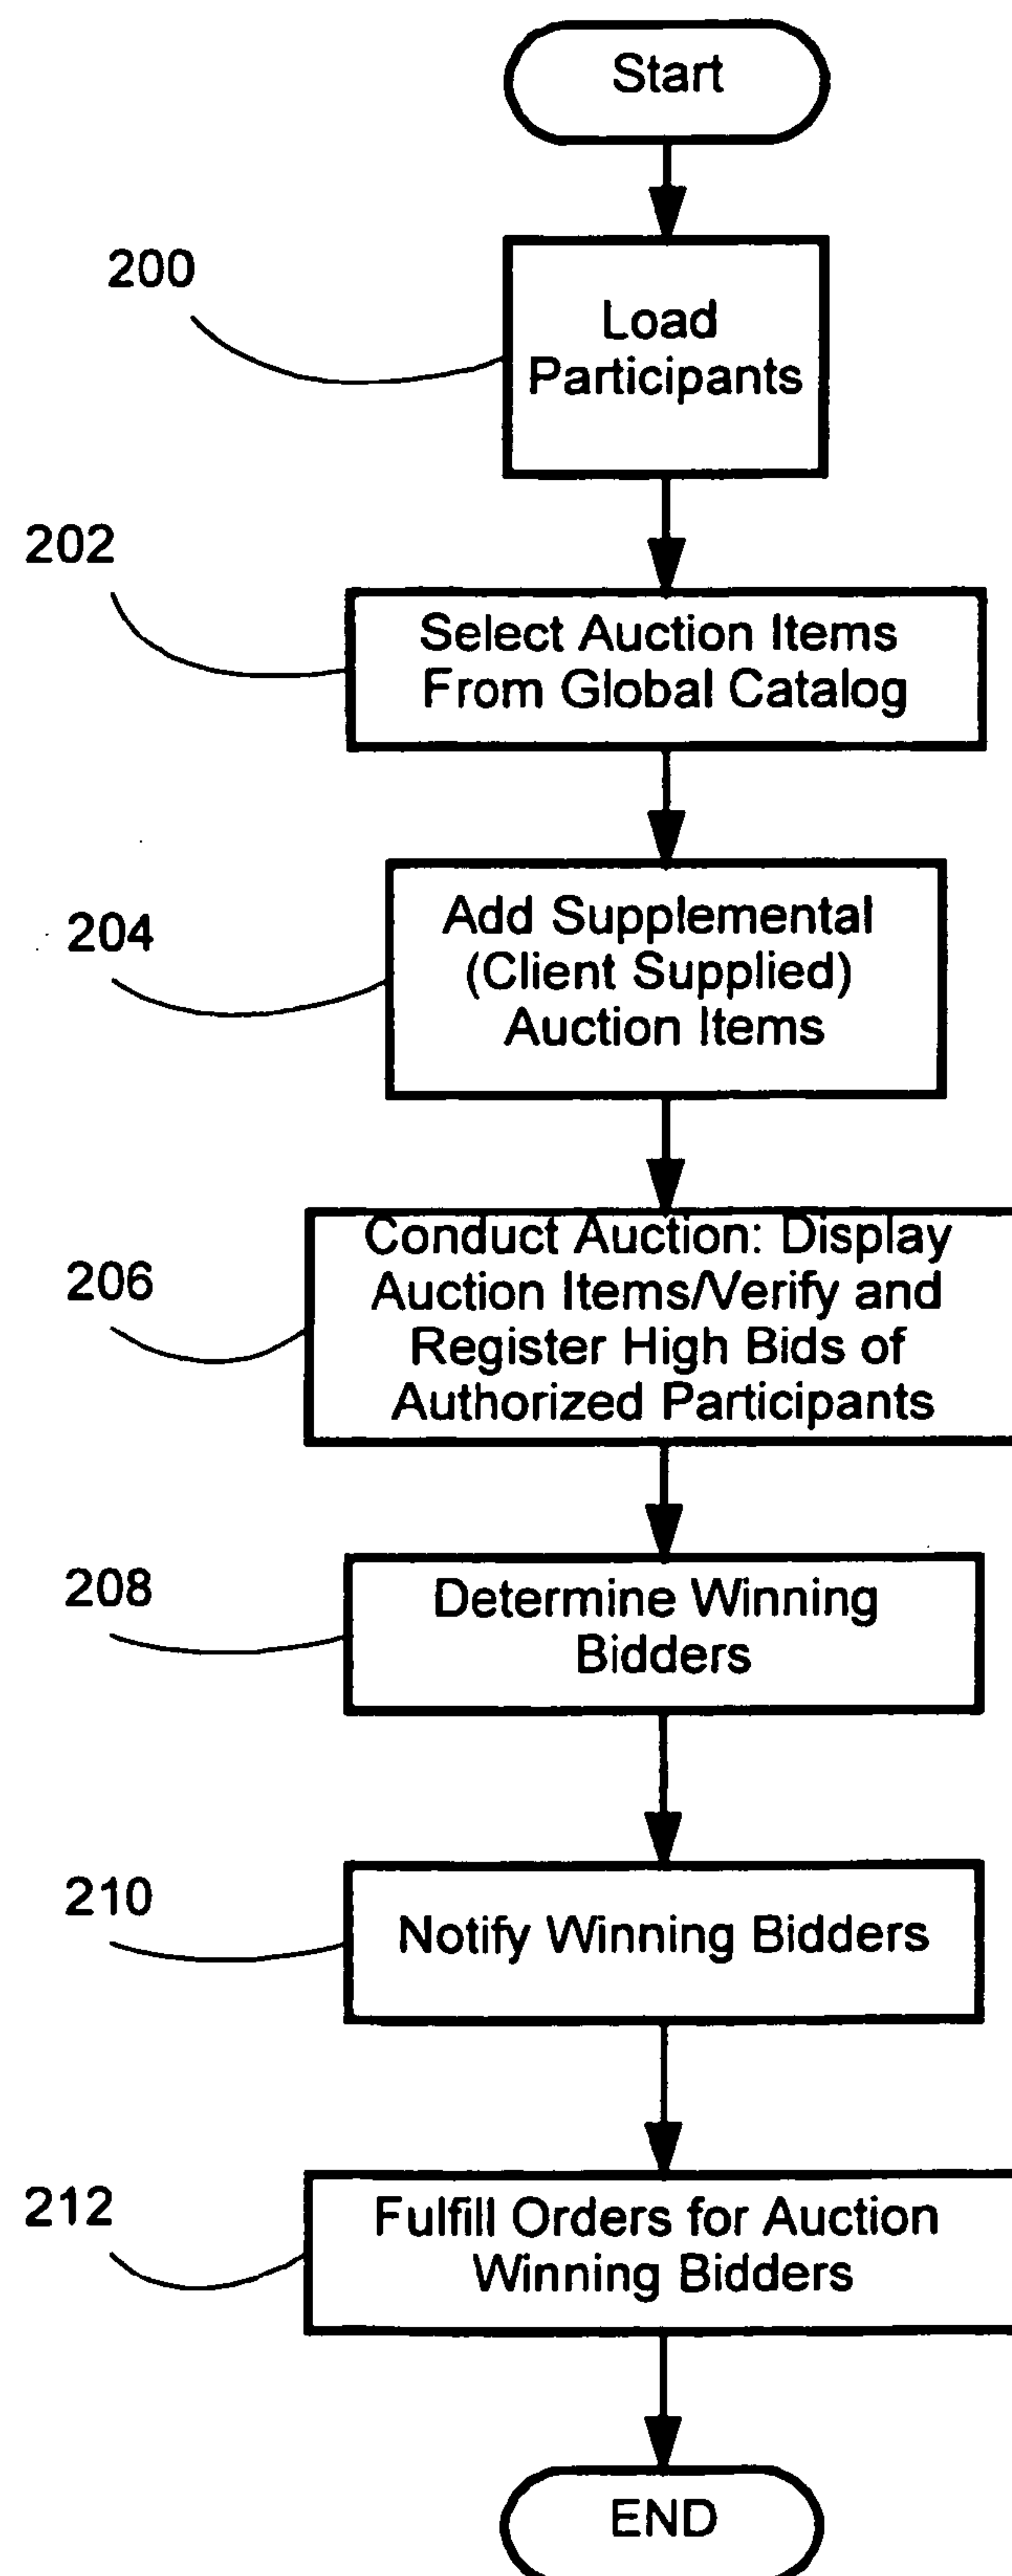 Start
200
Load
Participants
202
Select Auction Items
From Global Catalog
204
Add Supplemental
(Client Supplied)
Auction Items
206
Conduct Auction: Display
Auction Items/Verify and
Register High Bids of
Authorized Participants
208
Determine Winning
Bidders
210
Notify Winning Bidders
212
Fulfill Orders for Auction
Winning Bidders
END